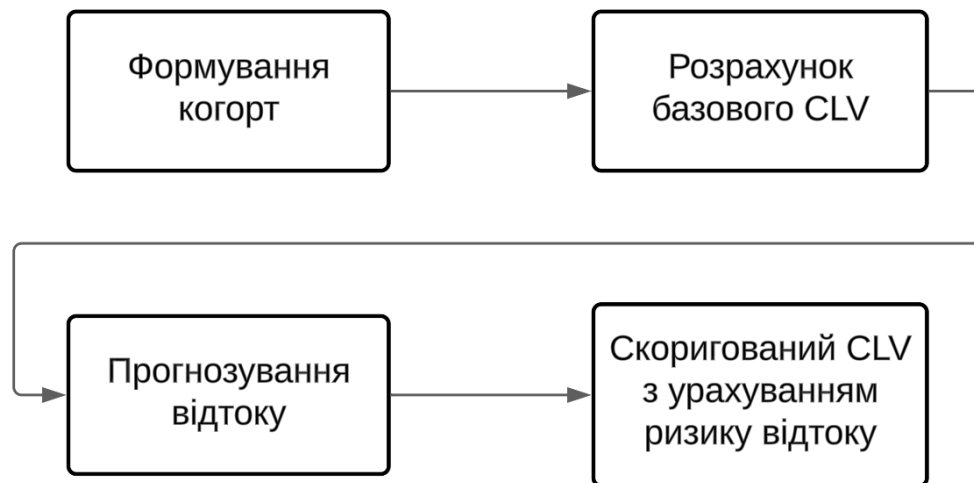 Формування
когорт
Розрахунок
базового CLV
Прогнозування
відтоку
Скоригований CLV
з урахуванням
ризику відтоку